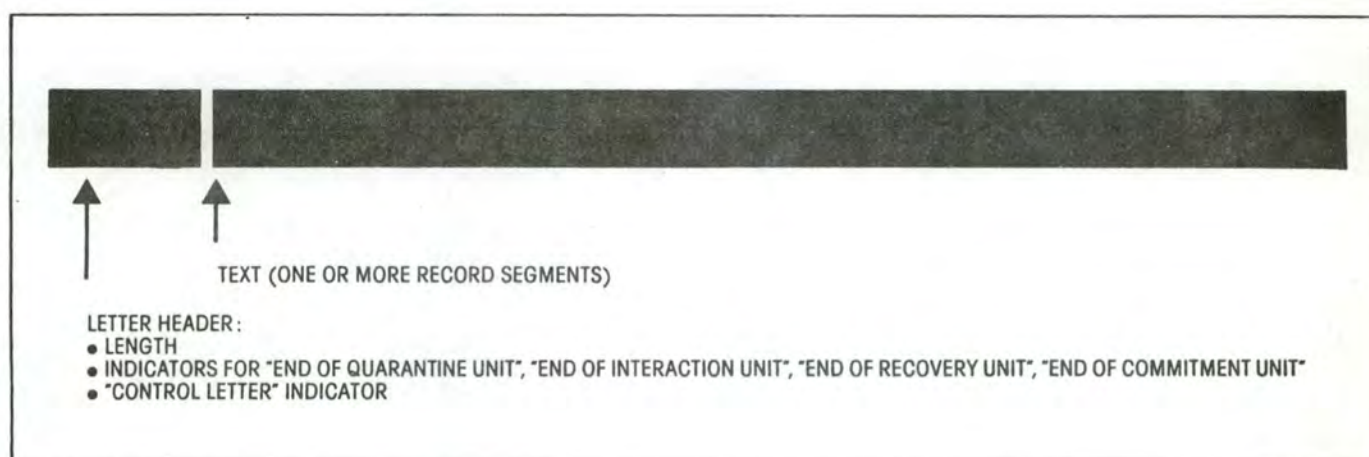 TEXT (ONE OR MORE RECORD SEGMENTS)
LETTER HEADER:
• LENGTH
• INDICATORS FOR "END OF QUARANTINE UNIT", "END OF INTERACTION UNIT", "END OF RECOVERY UNIT", "END OF COMMITMENT UNIT"
• "CONTROL LETTER" INDICATOR